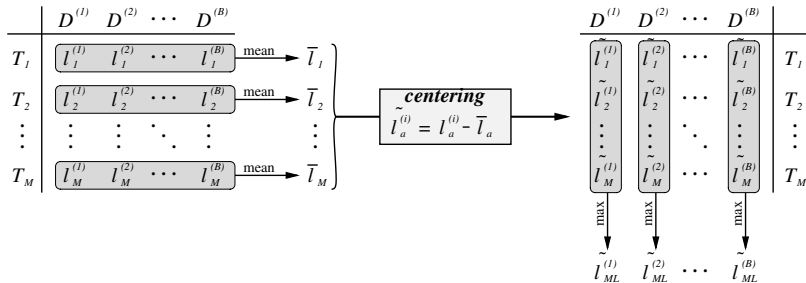 D^(1) D^(2) ⋯ D^(B)
T_1 l_1^(1) l_1^(2) ⋯ l_1^(B) mean l̅_1
T_2 l_2^(1) l_2^(2) ⋯ l_2^(B) mean l̅_2
⋮ ⋮ ⋮ ⋱ ⋮ ⋮
T_M l_M^(1) l_M^(2) ⋯ l_M^(B) mean l̅_M
centering
l̃_a^(i) = l_a^(i) - l̅_a
D^(1) D^(2) ⋯ D^(B)
l̃_1^(1) l̃_1^(2) ⋯ l̃_1^(B) T_1
l̃_2^(1) l̃_2^(2) ⋯ l̃_2^(B) T_2
⋮ ⋮ ⋱ ⋮ ⋮
l̃_M^(1) l̃_M^(2) ⋯ l̃_M^(B) T_M
max max max
l̃_ML^(1) l̃_ML^(2) ⋯ l̃_ML^(B)